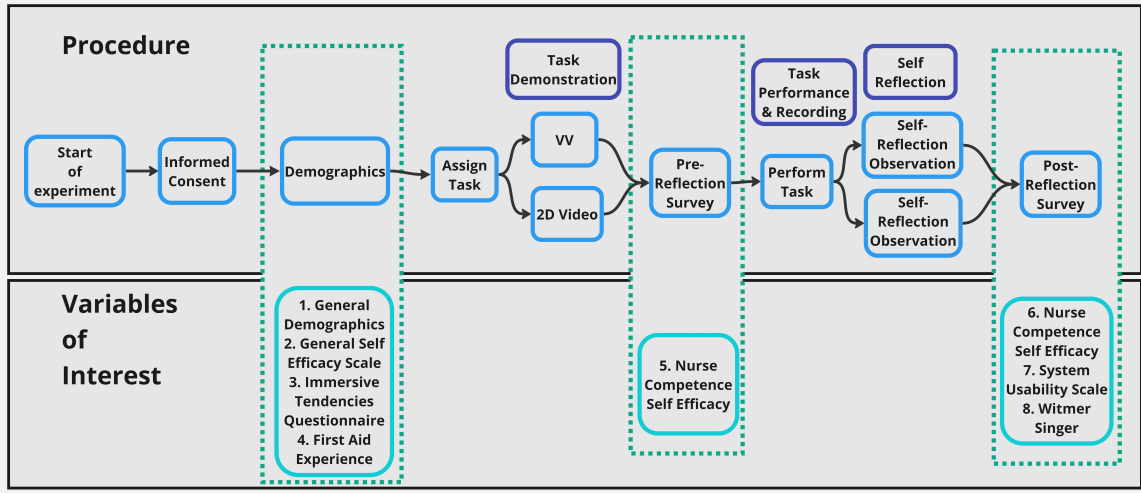 Procedure
Start
of
experiment
Informed
Consent
Demographics
Assign
Task
Task
Demonstration
VV
2D Video
Pre-
Reflection
Survey
Task
Performance
& Recording
Perform
Task
Self
Reflection
Self-
Reflection
Observation
Self-
Reflection
Observation
Post-
Reflection
Survey
Variables
of
Interest
1. General
Demographics
2. General Self
Efficacy Scale
3. Immersive
Tendencies
Questionnaire
4. First Aid
Experience
5. Nurse
Competence
Self Efficacy
6. Nurse
Competence
Self Efficacy
7. System
Usability Scale
8. Witmer
Singer